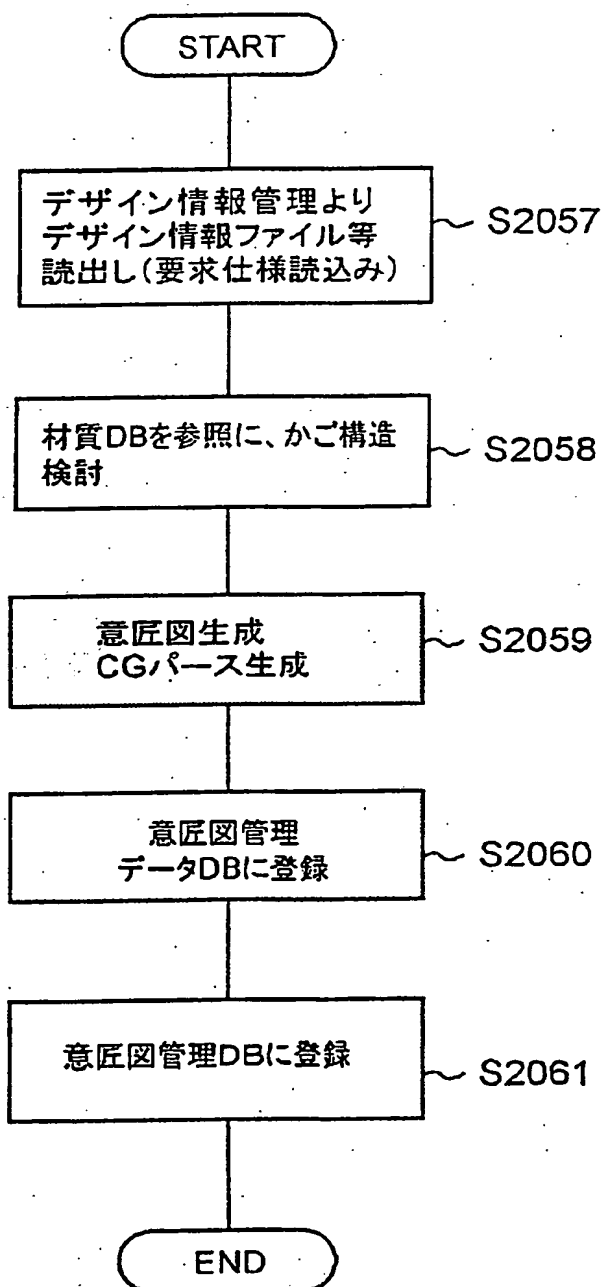 START
デザイン情報管理より
デザイン情報ファイル等
読出し(要求仕様読込み)
S2057
材質DBを参照に、かご構造
検討
S2058
意匠図生成
CGパース生成
S2059
意匠図管理
データDBに登録
S2060
意匠図管理DBに登録
S2061
END